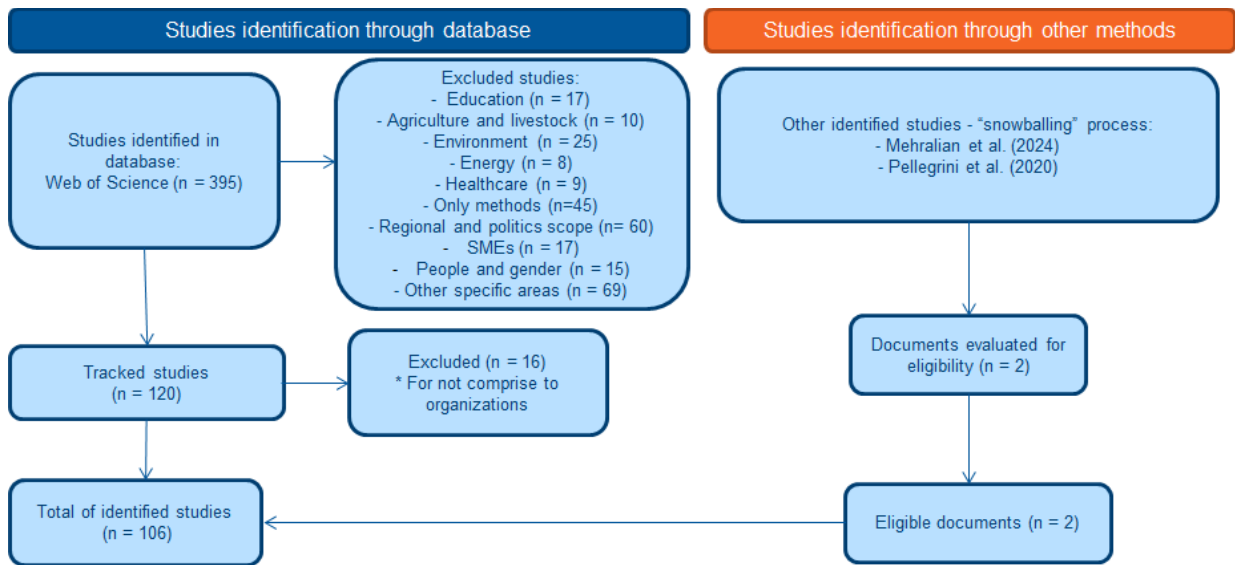 Studies identification through database
Studies identification through other methods
Studies identified in
database:
Web of Science (n = 395)
Excluded studies:
- Education (n = 17)
- Agriculture and livestock (n = 10)
- Environment (n = 25)
- Energy (n = 8)
- Healthcare (n = 9)
- Only methods (n=45)
- Regional and politics scope (n= 60)
- SMEs (n = 17)
- People and gender (n = 15)
- Other specific areas (n = 69)
Other identified studies - “snowballing” process:
- Mehralian et al. (2024)
- Pellegrini et al. (2020)
Tracked studies
(n = 120)
Excluded (n = 16)
* For not comprise to
organizations
Documents evaluated for
eligibility (n = 2)
Total of identified studies
(n = 106)
Eligible documents (n = 2)